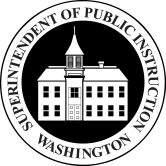 SUPERINTENDENT OF PUBLIC INSTRUCTION
WASHINGTON